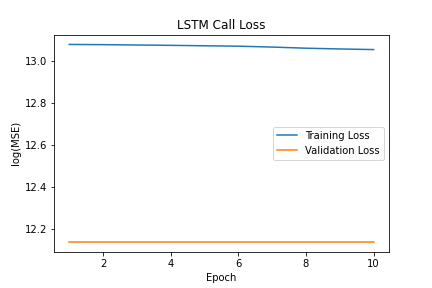 LSTM Call Loss
13.0
12.8
12.6
12.4
12.2
log(MSE)
Training Loss
Validation Loss
2 4 6 8 10
Epoch